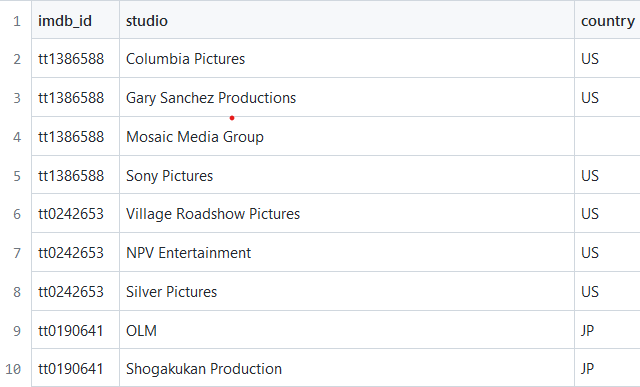 1 imdb_id studio country
2 tt1386588 Columbia Pictures US
3 tt1386588 Gary Sanchez Productions US
4 tt1386588 Mosaic Media Group
5 tt1386588 Sony Pictures US
6 tt0242653 Village Roadshow Pictures US
7 tt0242653 NPV Entertainment US
8 tt0242653 Silver Pictures US
9 tt0190641 OLM JP
10 tt0190641 Shogakukan Production JP